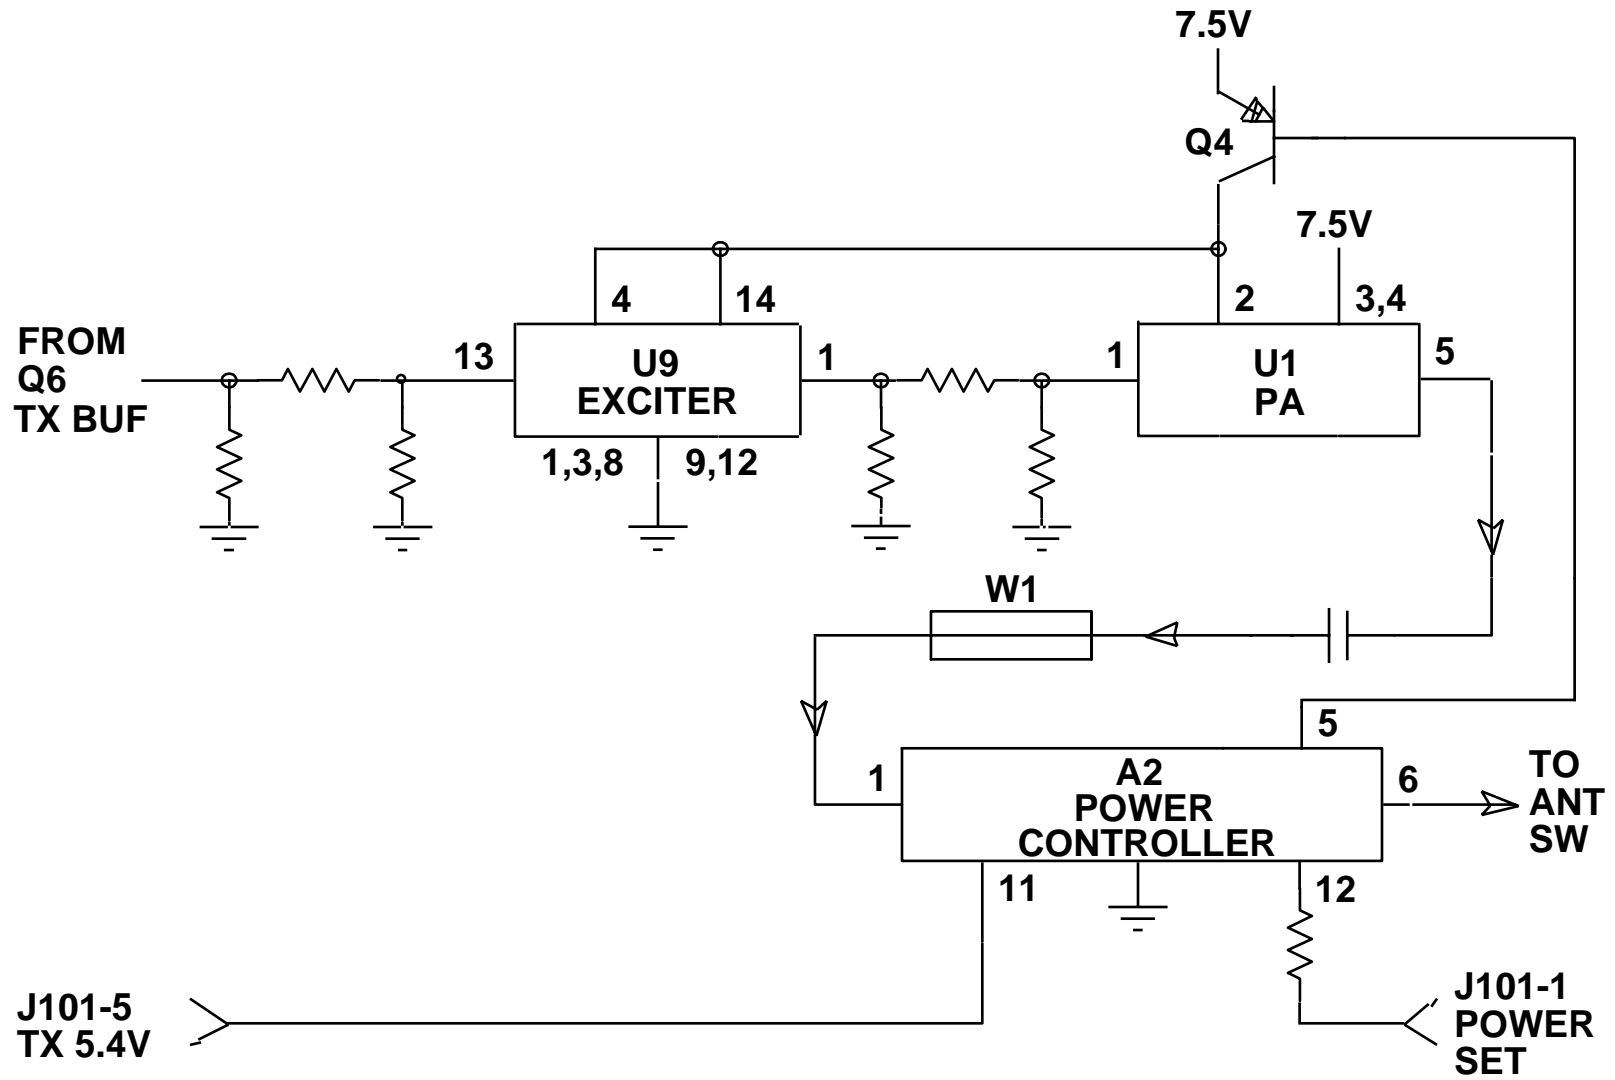 7.5V
Q4
7.5V
4
14
2
3,4
FROM
Q6
TX BUF
13
U9
EXCITER
1
1
U1
PA
5
1,3,8
9,12
W1
5
1
A2
POWER
CONTROLLER
6
TO
ANT
SW
11
12
J101-5
TX 5.4V
J101-1
POWER
SET